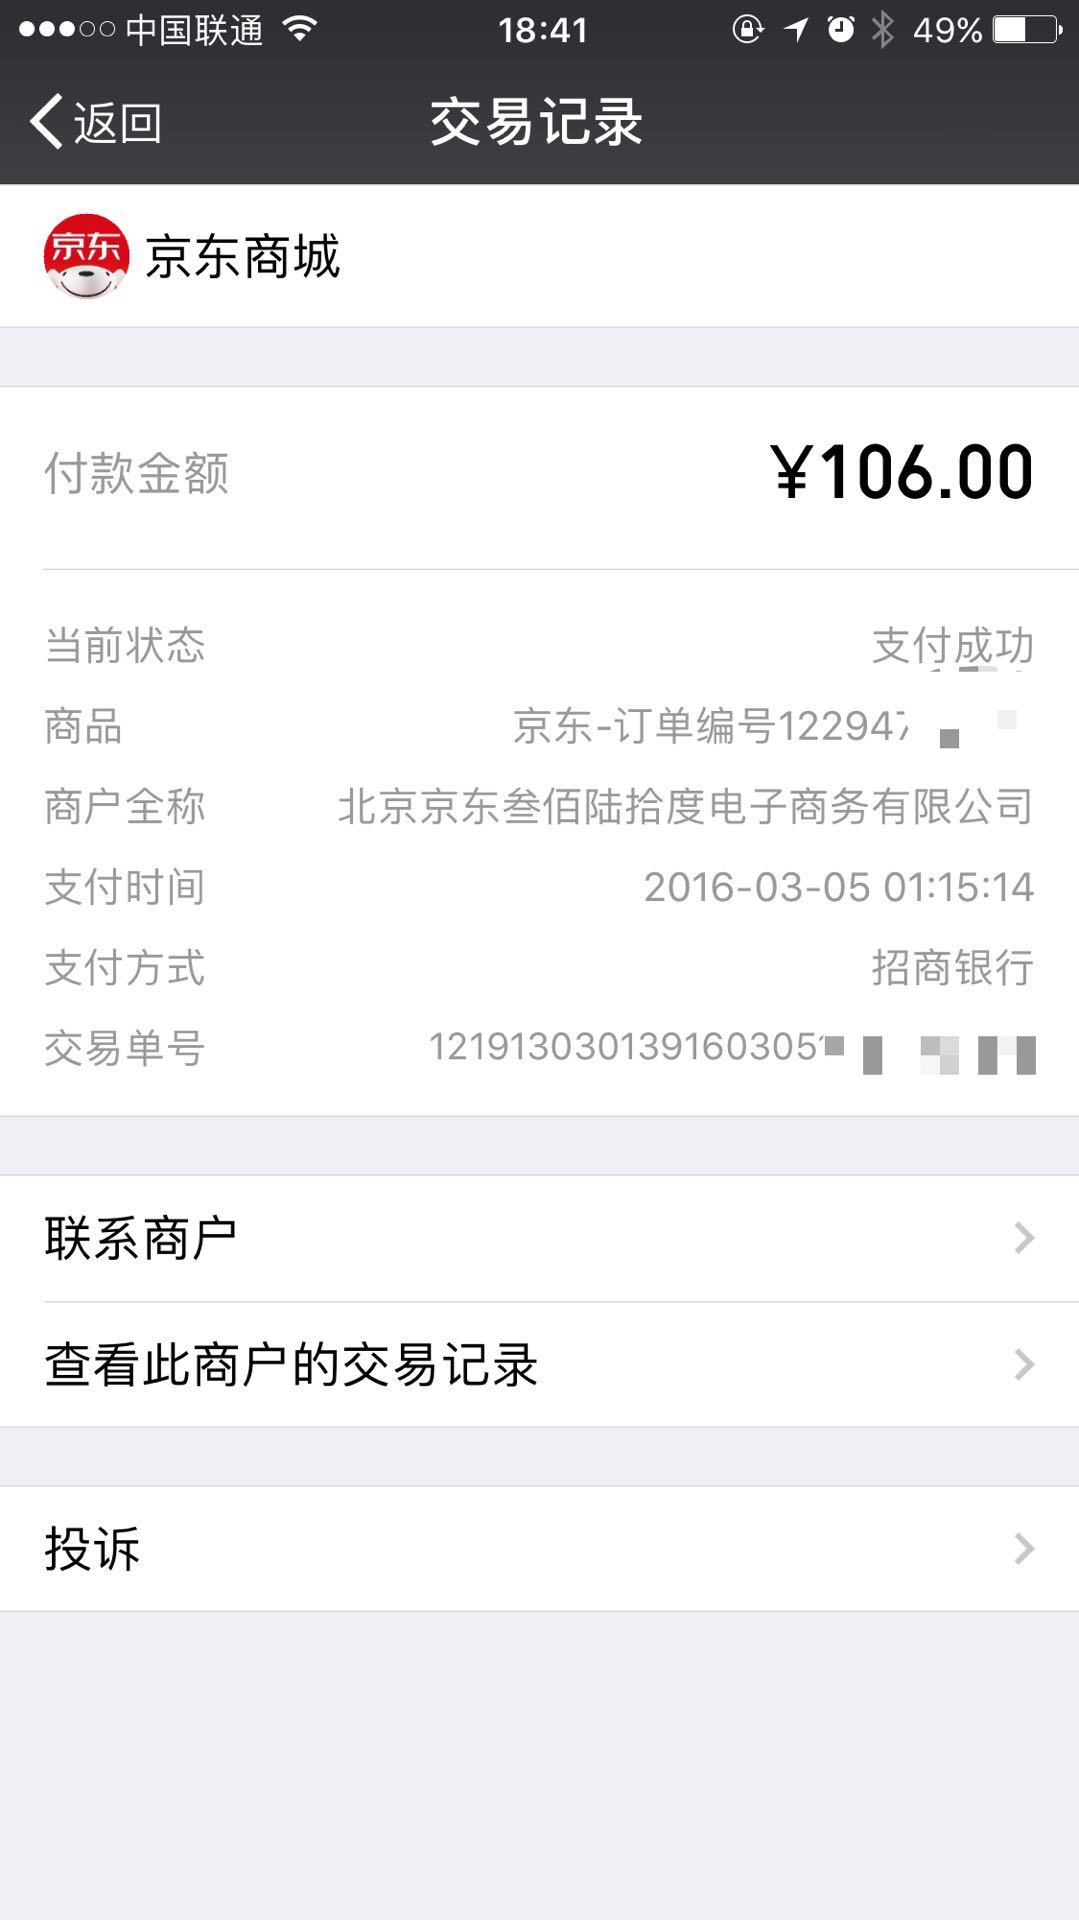 中国联通 18:41 49%
返回 交易记录
京东
京东商城
付款金额 ¥106.00
当前状态 支付成功
商品 京东-订单编号122947
商户全称 北京京东叁佰陆拾度电子商务有限公司
支付时间 2016-03-05 01:15:14
支付方式 招商银行
交易单号 121913030139160305
联系商户
查看此商户的交易记录
投诉